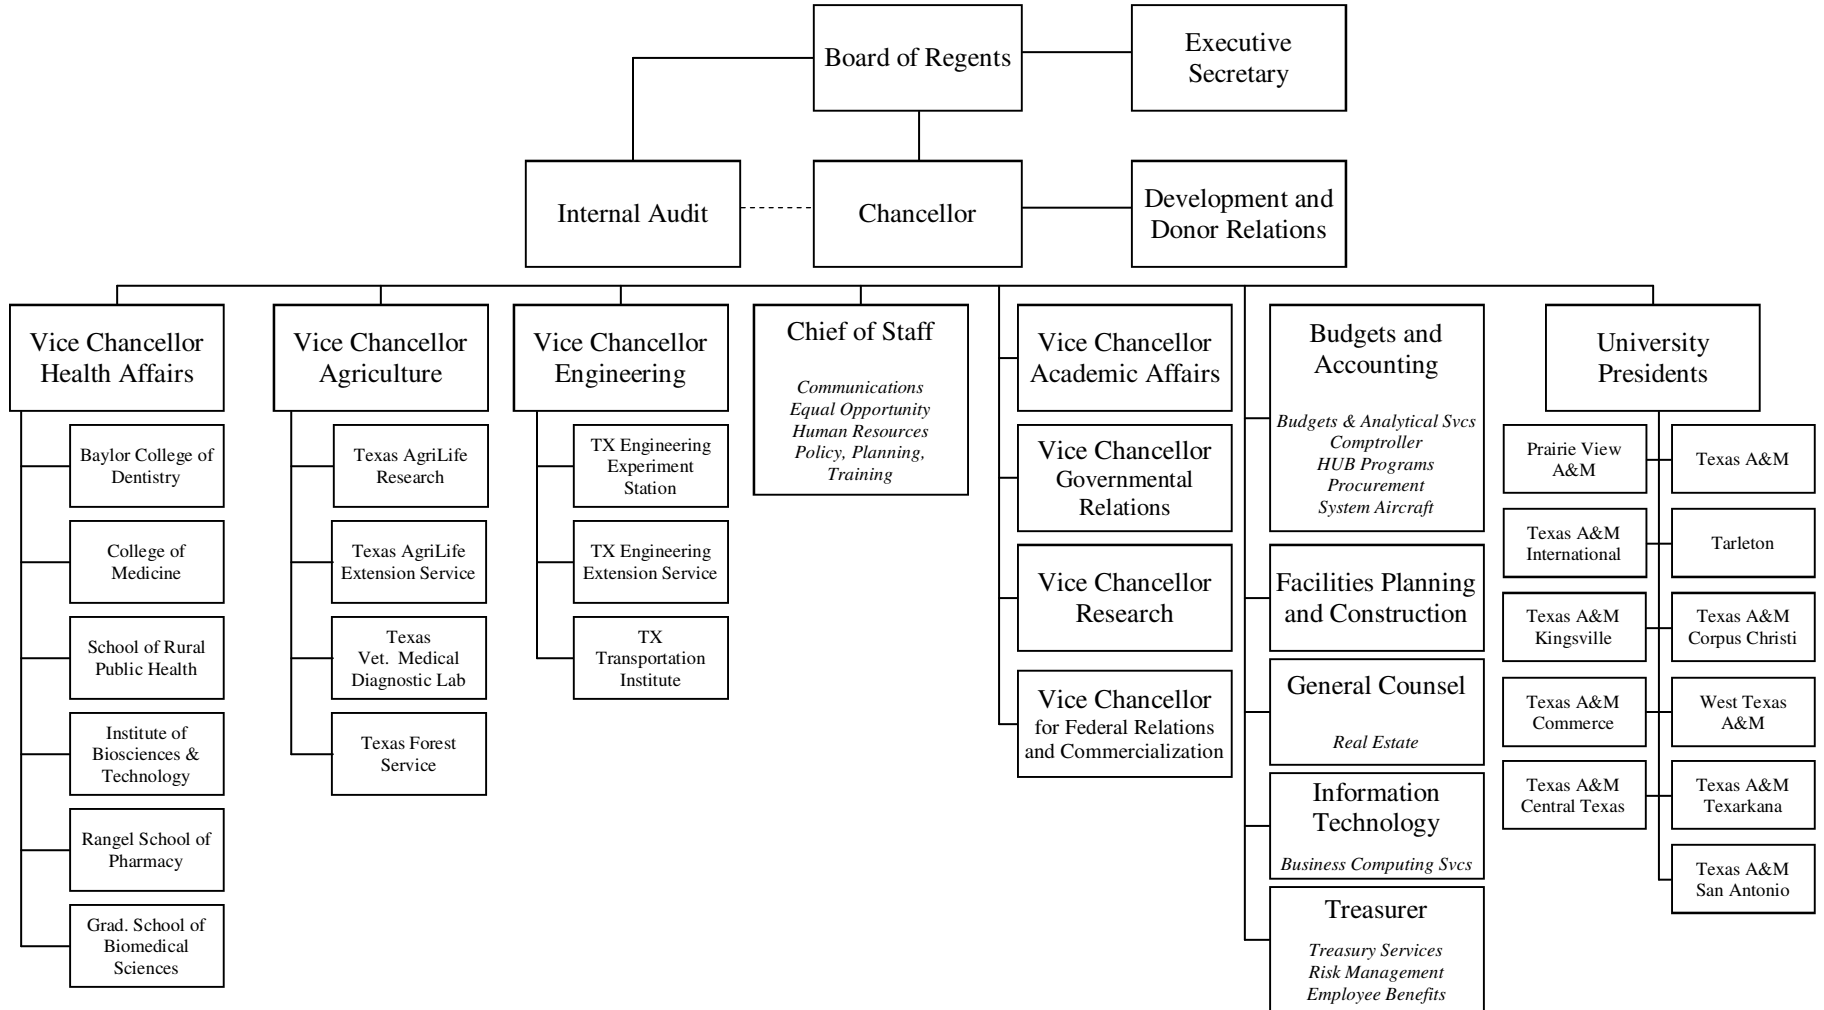 Board of Regents
Executive
Secretary
Internal Audit
Chancellor
Development and
Donor Relations
Vice Chancellor
Health Affairs
Baylor College of
Dentistry
College of
Medicine
School of Rural
Public Health
Institute of
Biosciences &
Technology
Rangel School of
Pharmacy
Grad. School of
Biomedical
Sciences
Vice Chancellor
Agriculture
Texas AgriLife
Research
Texas AgriLife
Extension Service
Texas
Vet. Medical
Diagnostic Lab
Texas Forest
Service
Vice Chancellor
Engineering
TX Engineering
Experiment
Station
TX Engineering
Extension Service
TX
Transportation
Institute
Chief of Staff
Communications
Equal Opportunity
Human Resources
Policy, Planning,
Training
Vice Chancellor
Academic Affairs
Vice Chancellor
Governmental
Relations
Vice Chancellor
Research
Vice Chancellor
for Federal Relations
and Commercialization
Budgets and
Accounting
Budgets & Analytical Svcs
Comptroller
HUB Programs
Procurement
System Aircraft
Facilities Planning
and Construction
General Counsel
Real Estate
Information
Technology
Business Computing Svcs
Treasurer
Treasury Services
Risk Management
Employee Benefits
University
Presidents
Prairie View
A&M
Texas A&M
Texas A&M
International
Tarleton
Texas A&M
Kingsville
Texas A&M
Corpus Christi
Texas A&M
Commerce
West Texas
A&M
Texas A&M
Central Texas
Texas A&M
Texarkana
Texas A&M
San Antonio